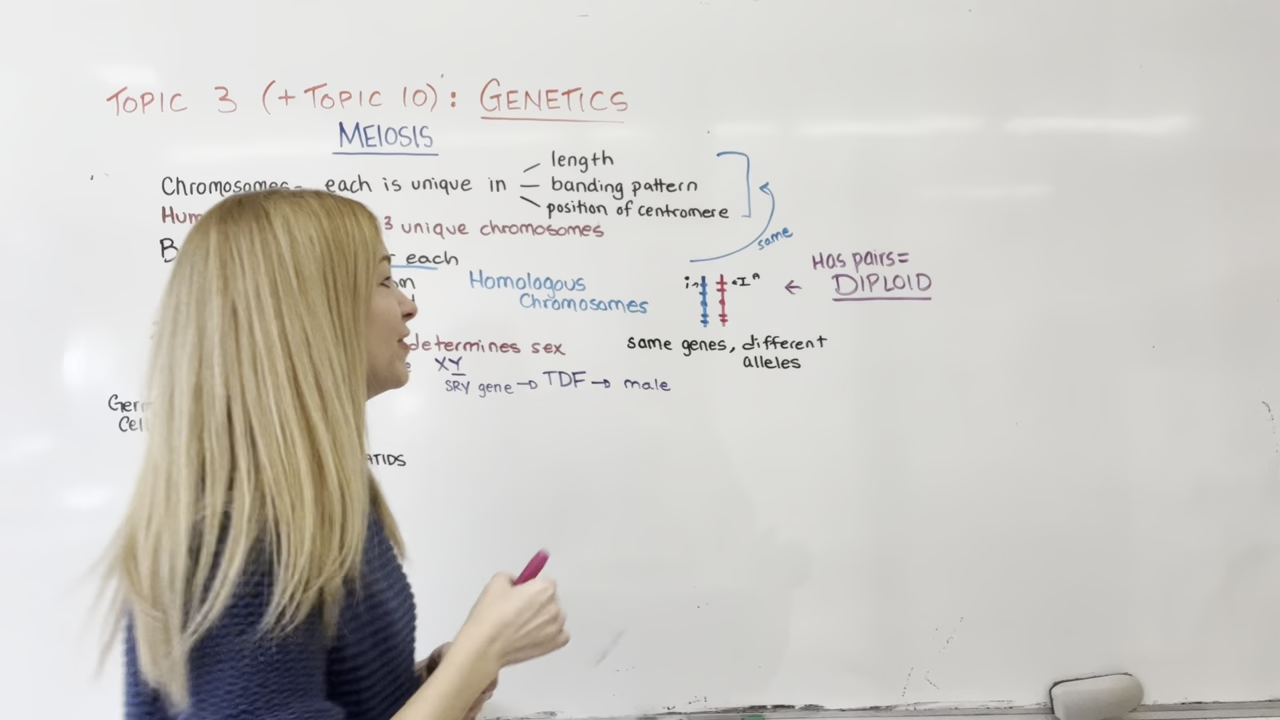 TOPIC 3 (+ TOPIC 10): GENETICS
MEIOSIS
Chromosomes - each is unique in
length
banding pattern
position of centromere
3 unique chromosomes
each
same
Homologous
Chromosomes
i
I^A
← Has pairs =
DIPLOID
same genes, different
alleles
determines sex
XY
SRY gene → TDF → male